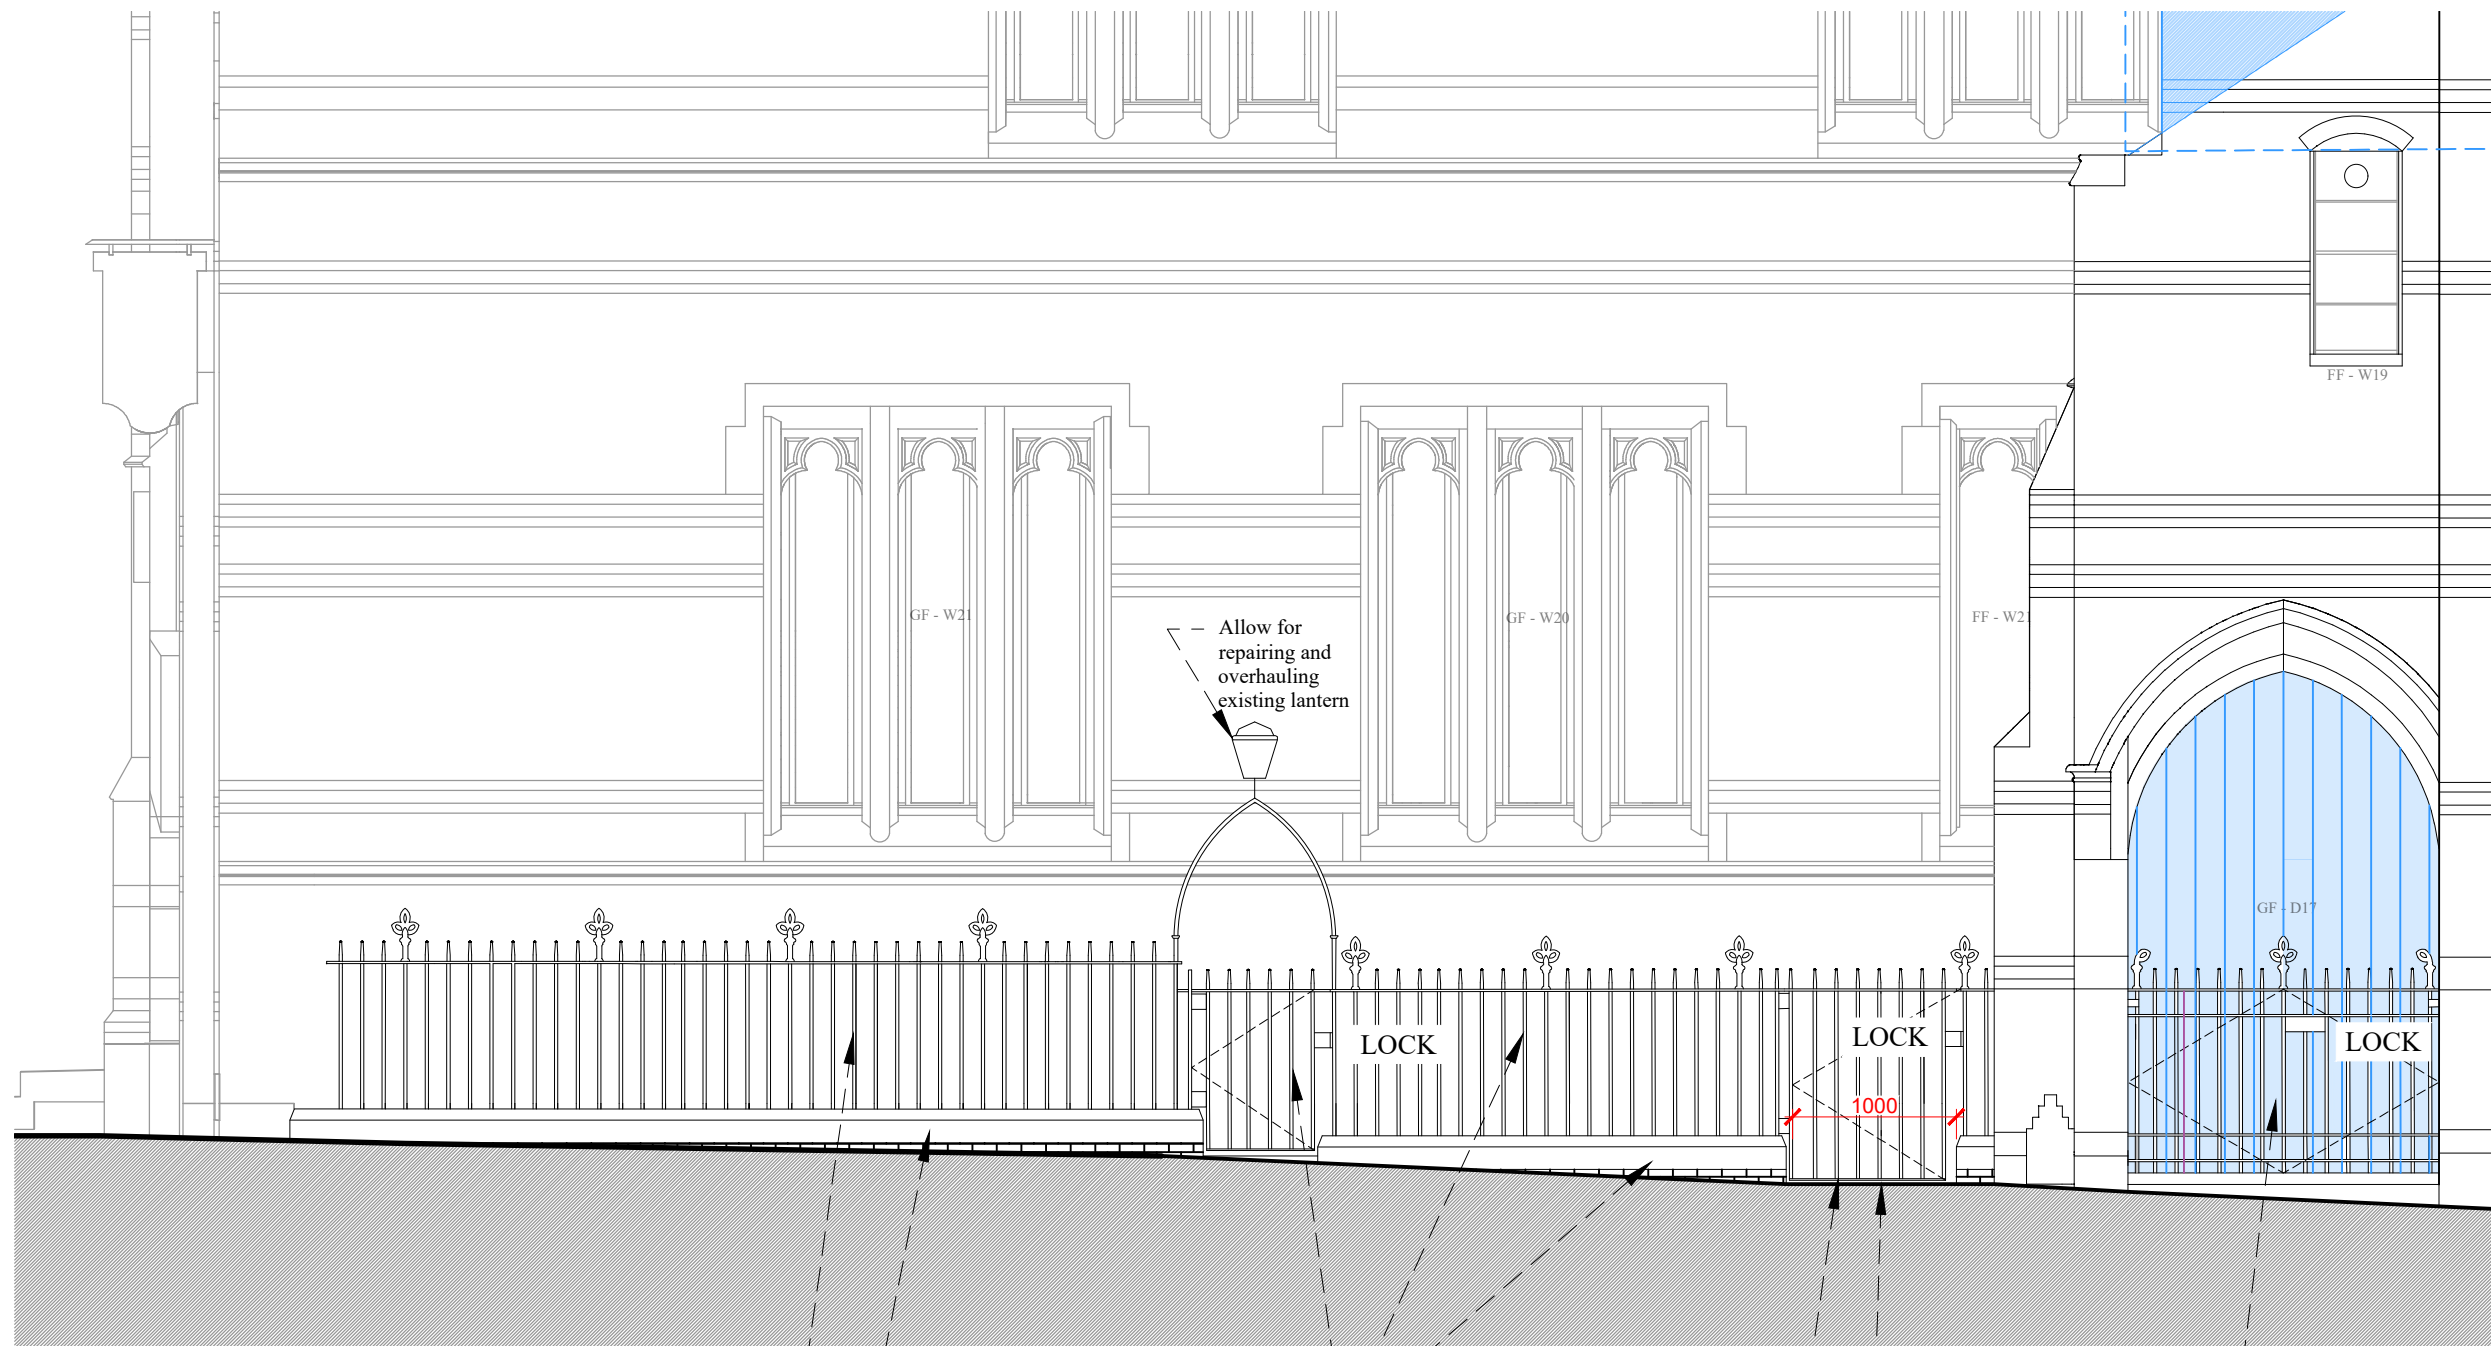 FF - W19
GF - W21
GF - W20
FF - W21
Allow for
repairing and
overhauling
existing lantern
GF - D17
LOCK
LOCK
LOCK
1000